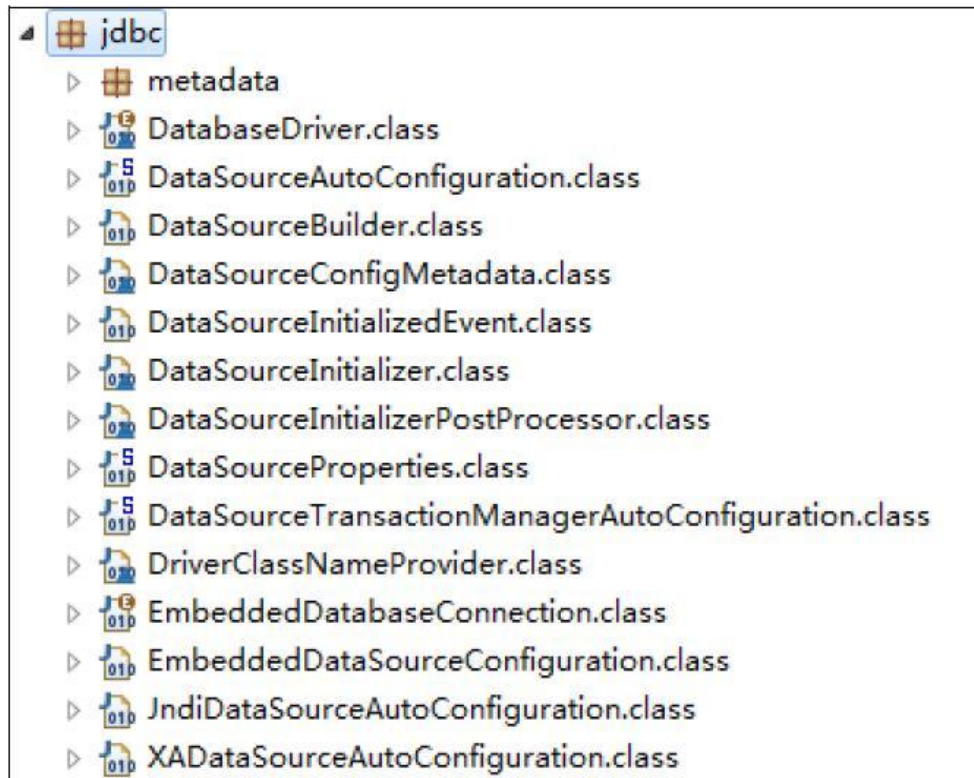 jdbc
metadata
DatabaseDriver.class
DataSourceAutoConfiguration.class
DataSourceBuilder.class
DataSourceConfigMetadata.class
DataSourceInitializedEvent.class
DataSourceInitializer.class
DataSourceInitializerPostProcessor.class
DataSourceProperties.class
DataSourceTransactionManagerAutoConfiguration.class
DriverClassNameProvider.class
EmbeddedDatabaseConnection.class
EmbeddedDataSourceConfiguration.class
JndiDataSourceAutoConfiguration.class
XADataSourceAutoConfiguration.class